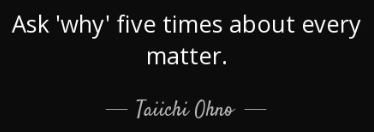 Ask 'why' five times about every
matter.
Taiichi Ohno